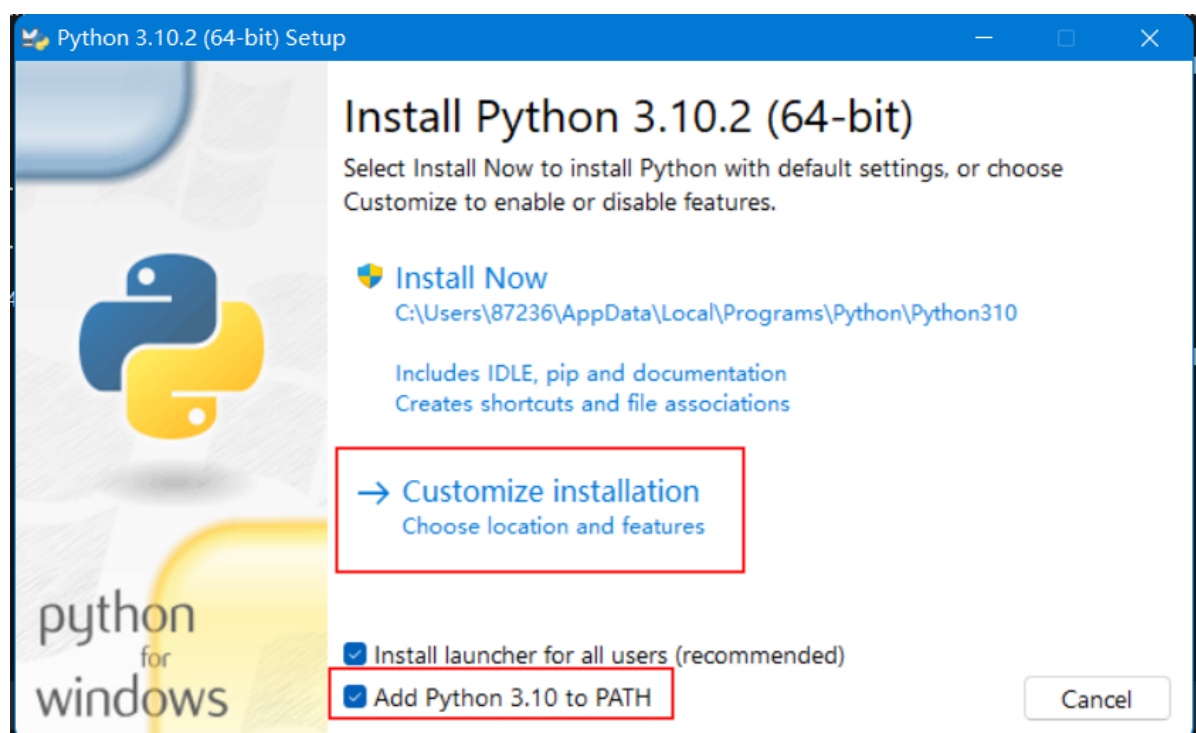 Python 3.10.2 (64-bit) Setup
Install Python 3.10.2 (64-bit)
Select Install Now to install Python with default settings, or choose
Customize to enable or disable features.
Install Now
C:\Users\87236\AppData\Local\Programs\Python\Python310
Includes IDLE, pip and documentation
Creates shortcuts and file associations
Customize installation
Choose location and features
python
for
windows
Install launcher for all users (recommended)
Add Python 3.10 to PATH
Cancel